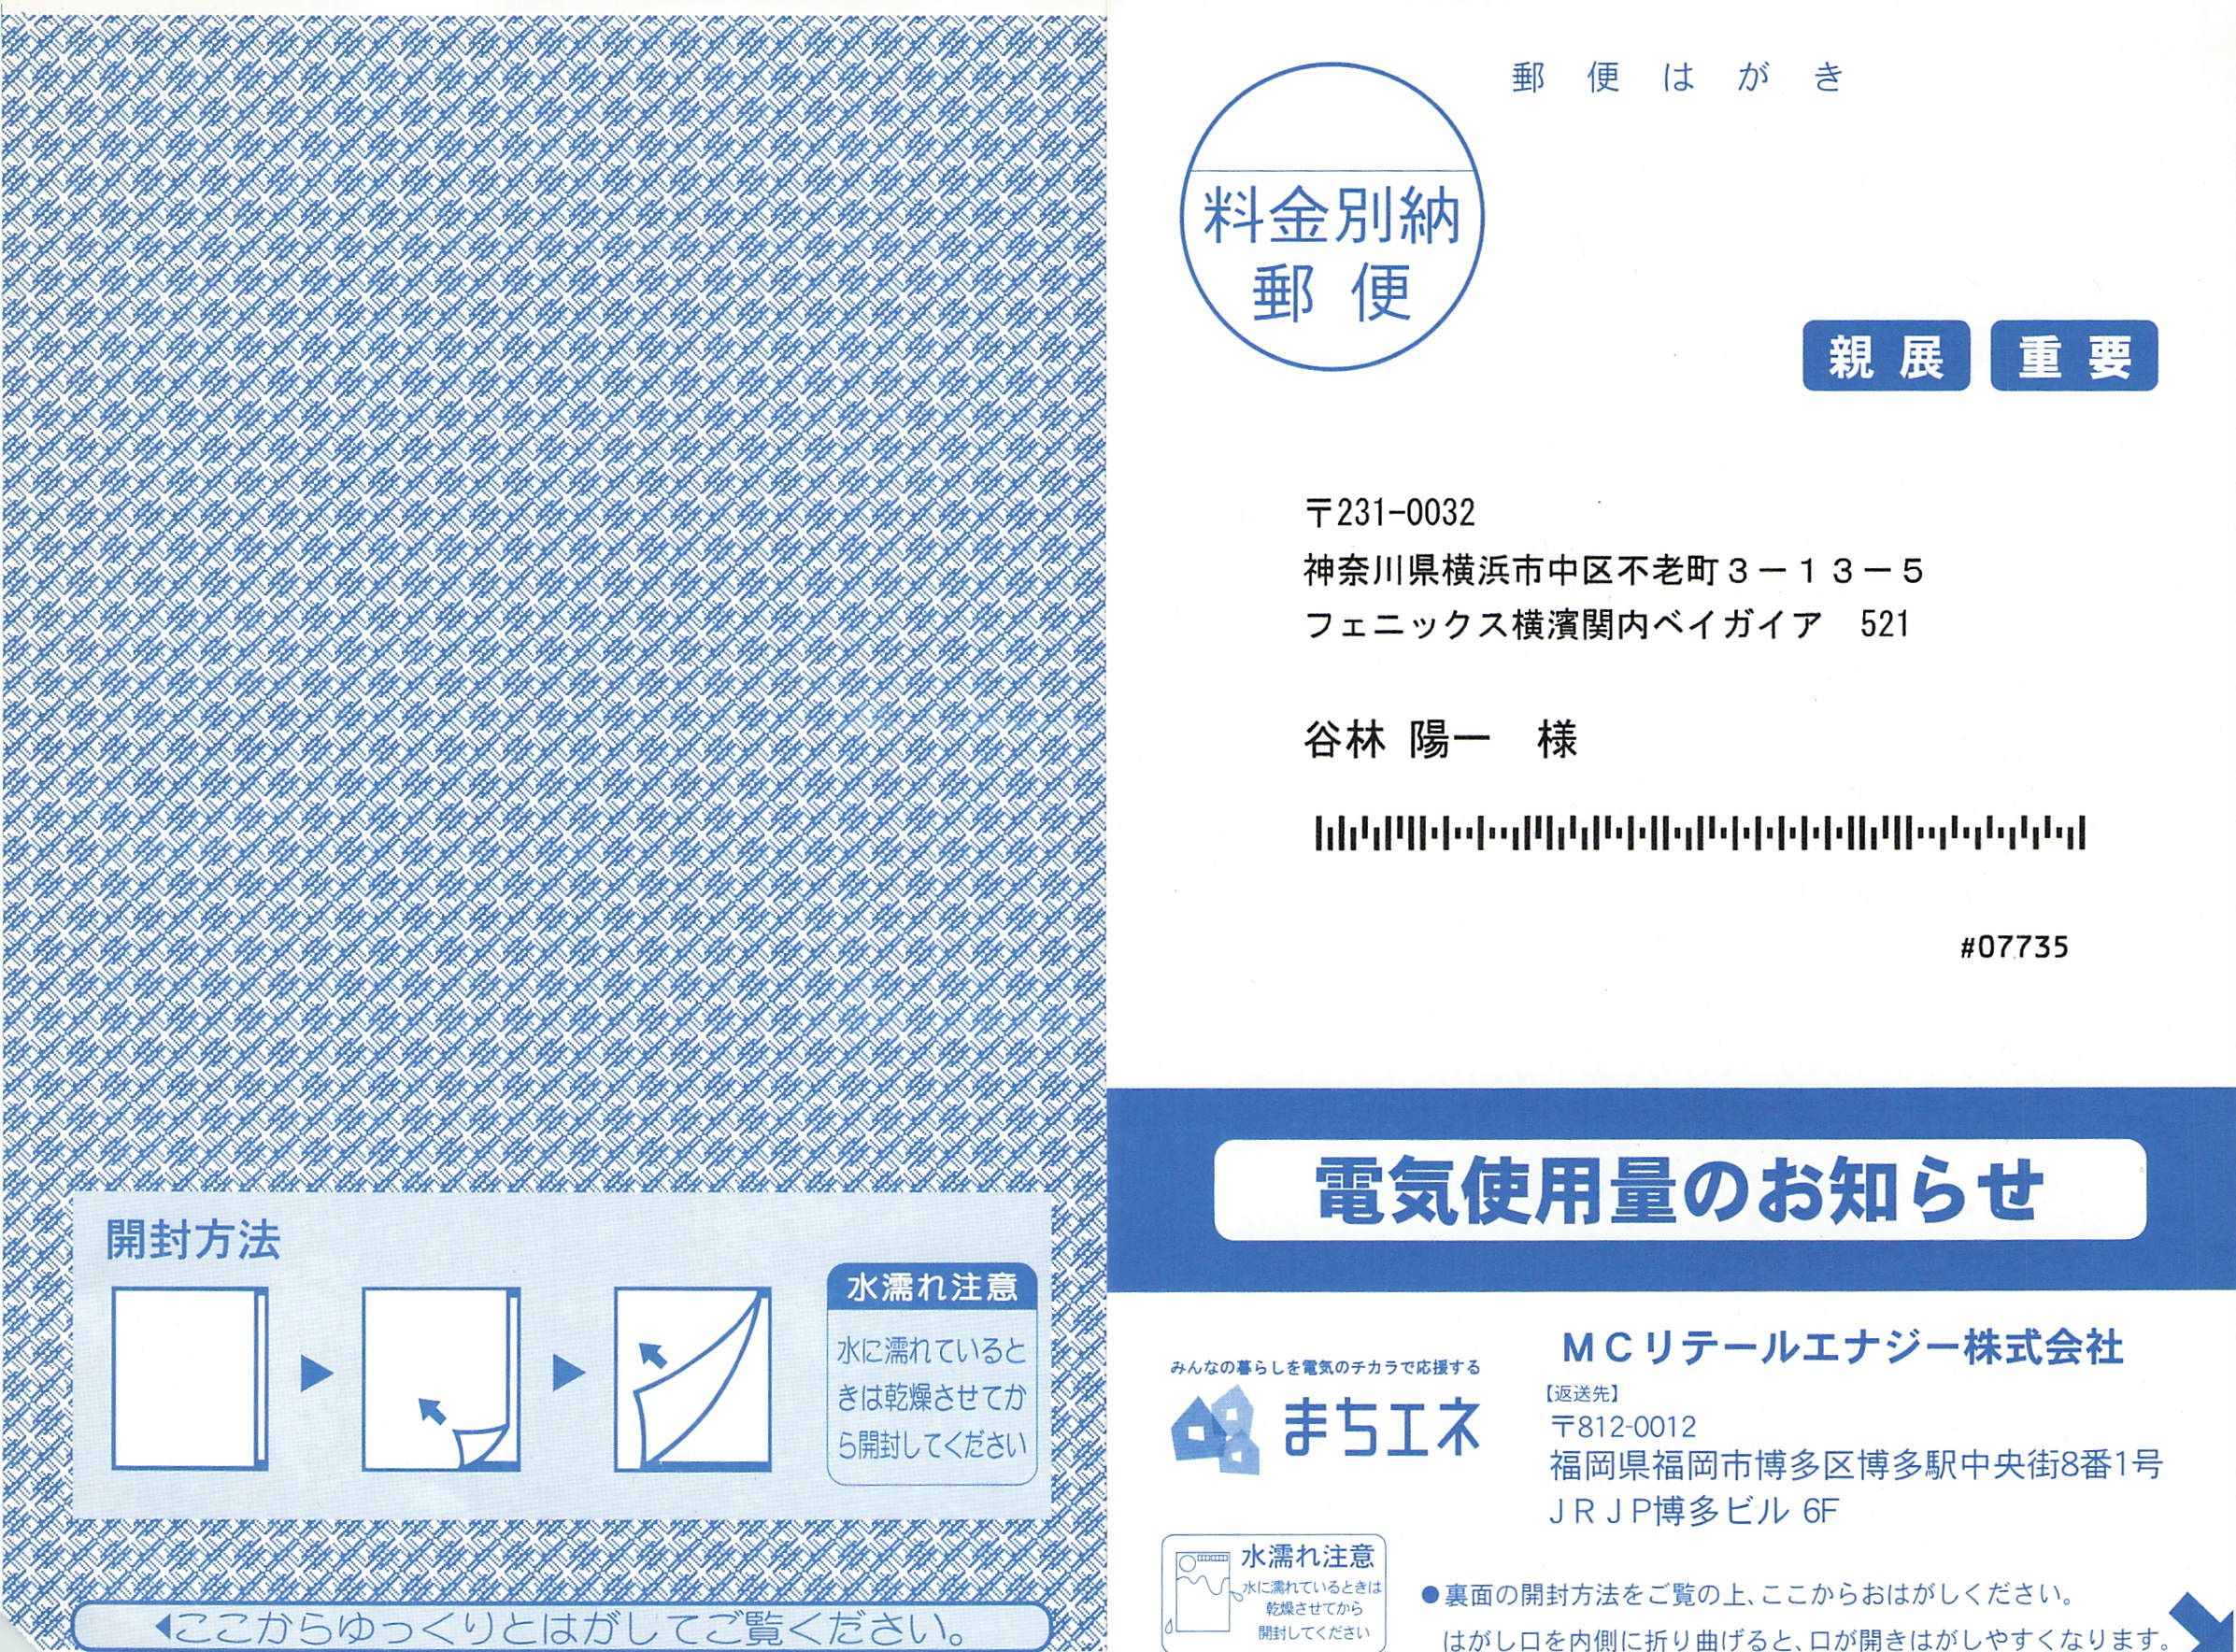 郵便はがき
料金別納
郵便
親展 重要
〒231-0032
神奈川県横浜市中区不老町３－１３－５
フェニックス横濱関内ベイガイア　521
谷林 陽一　様
#07735
電気使用量のお知らせ
みんなの暮らしを電気のチカラで応援する
まちエネ
ＭＣリテールエナジー株式会社
【返送先】
〒812-0012
福岡県福岡市博多区博多駅中央街8番1号
ＪＲＪＰ博多ビル 6F
水濡れ注意
水に濡れているときは
乾燥させてから
開封してください
●裏面の開封方法をご覧の上、ここからおはがしください。
はがし口を内側に折り曲げると、口が開きはがしやすくなります。
開封方法
水濡れ注意
水に濡れていると
きは乾燥させてか
ら開封してください
◀ここからゆっくりとはがしてご覧ください。